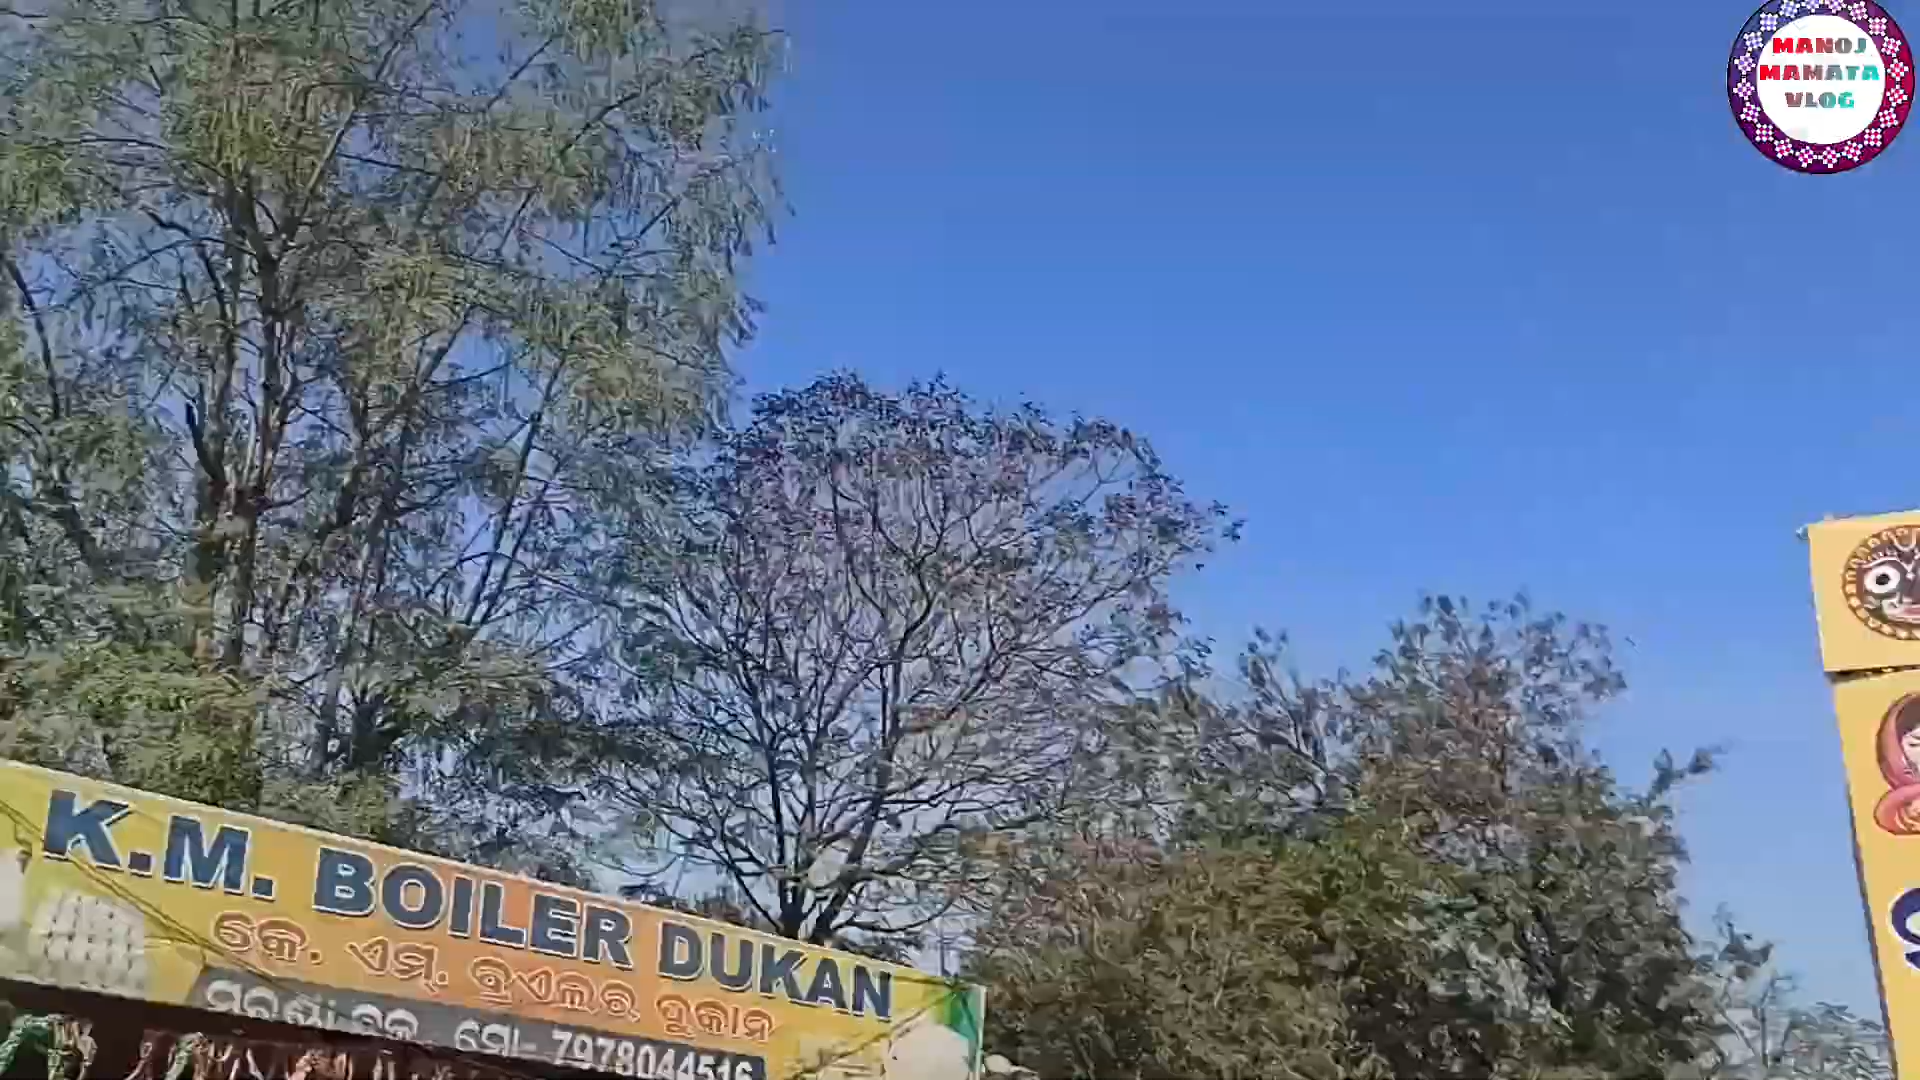 MANOJ
MAMATA
VLOG
K.M. BOILER DUKAN
କେ. ଏମ୍. ବ୍ରଏଲର ଦୁକାନ
ମୋ- 7978044516